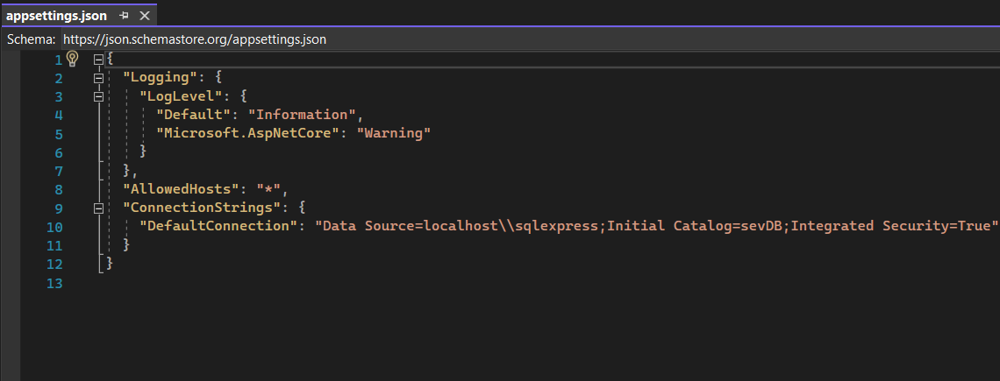 appsettings.json
Schema: https://json.schemastore.org/appsettings.json
1 {
2 "Logging": {
3 "LogLevel": {
4 "Default": "Information",
5 "Microsoft.AspNetCore": "Warning"
6 }
7 },
8 "AllowedHosts": "*",
9 "ConnectionStrings": {
10 "DefaultConnection": "Data Source=localhost\\sqlexpress;Initial Catalog=sevDB;Integrated Security=True"
11 }
12 }
13